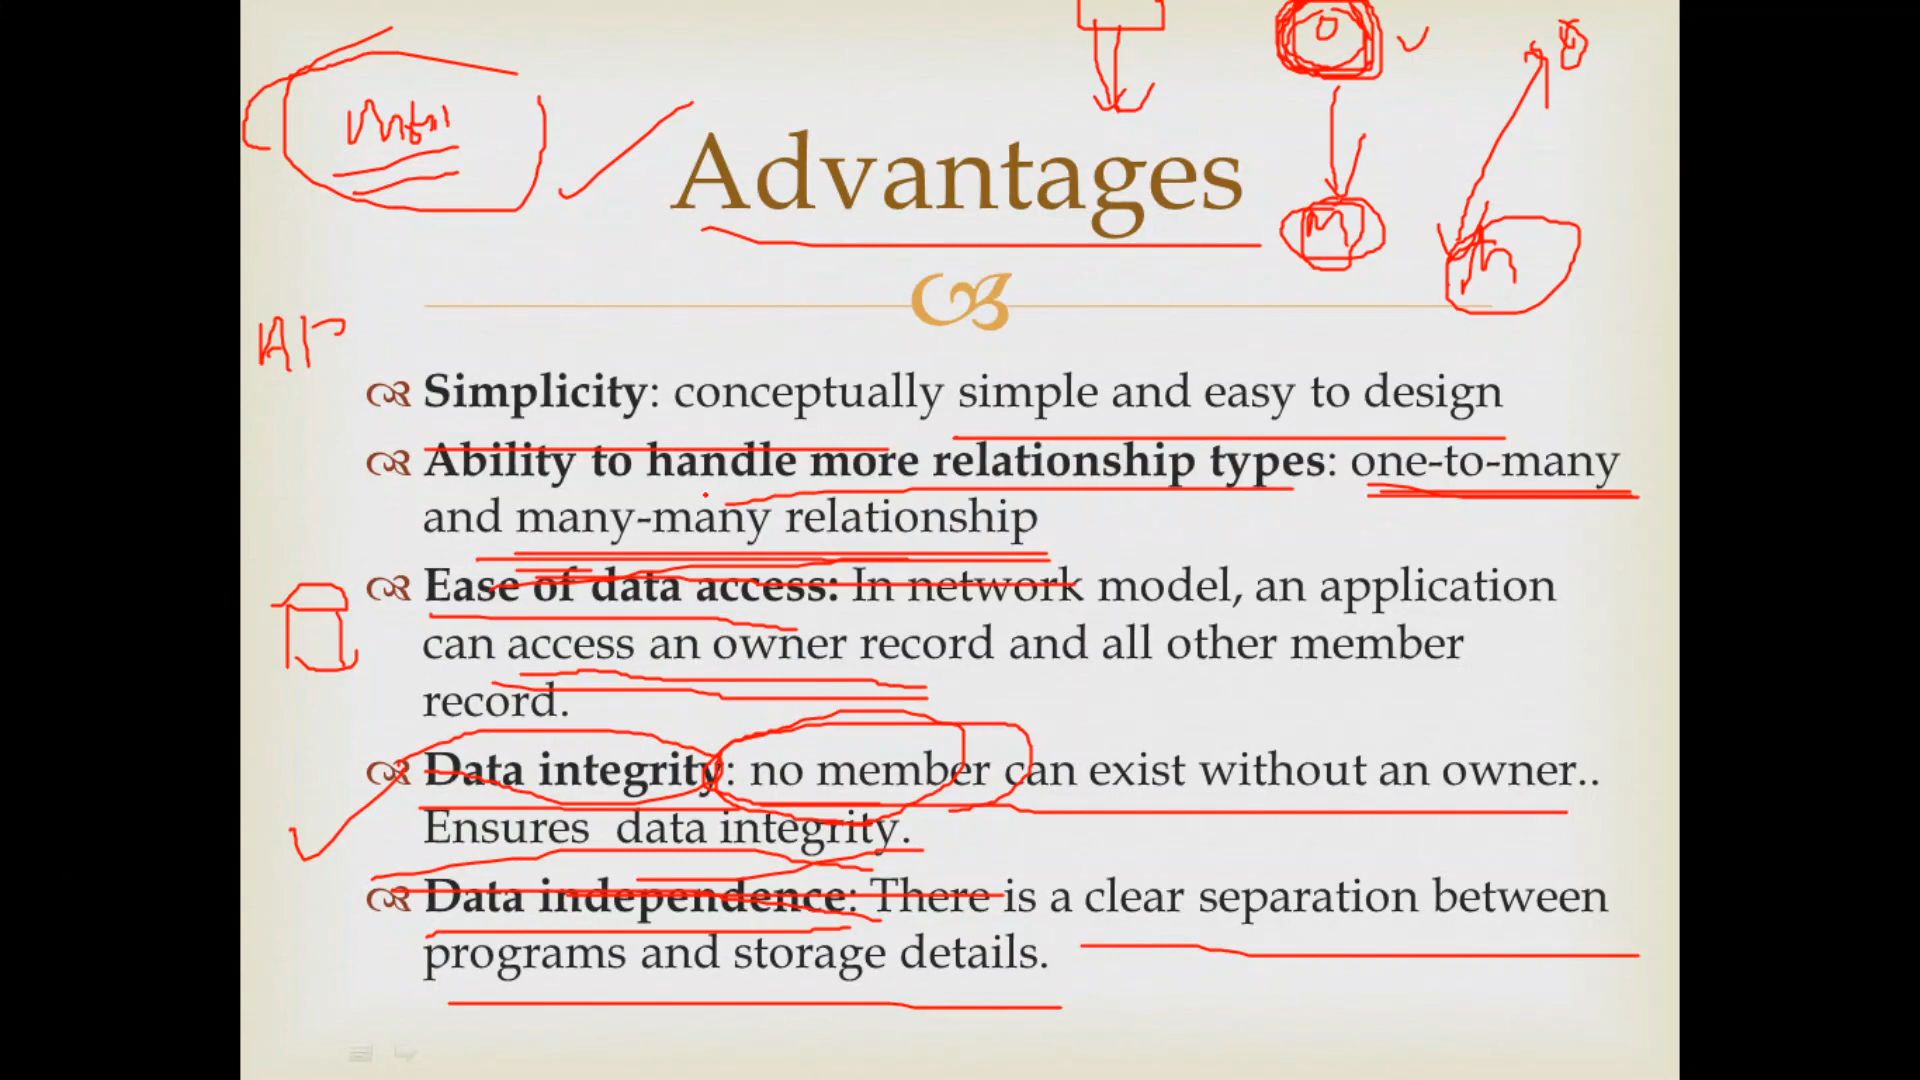 Advantages
Simplicity: conceptually simple and easy to design
Ability to handle more relationship types: one-to-many
and many-many relationship
Ease of data access: In network model, an application
can access an owner record and all other member
record.
Data integrity: no member can exist without an owner..
Ensures data integrity.
Data independence: There is a clear separation between
programs and storage details.